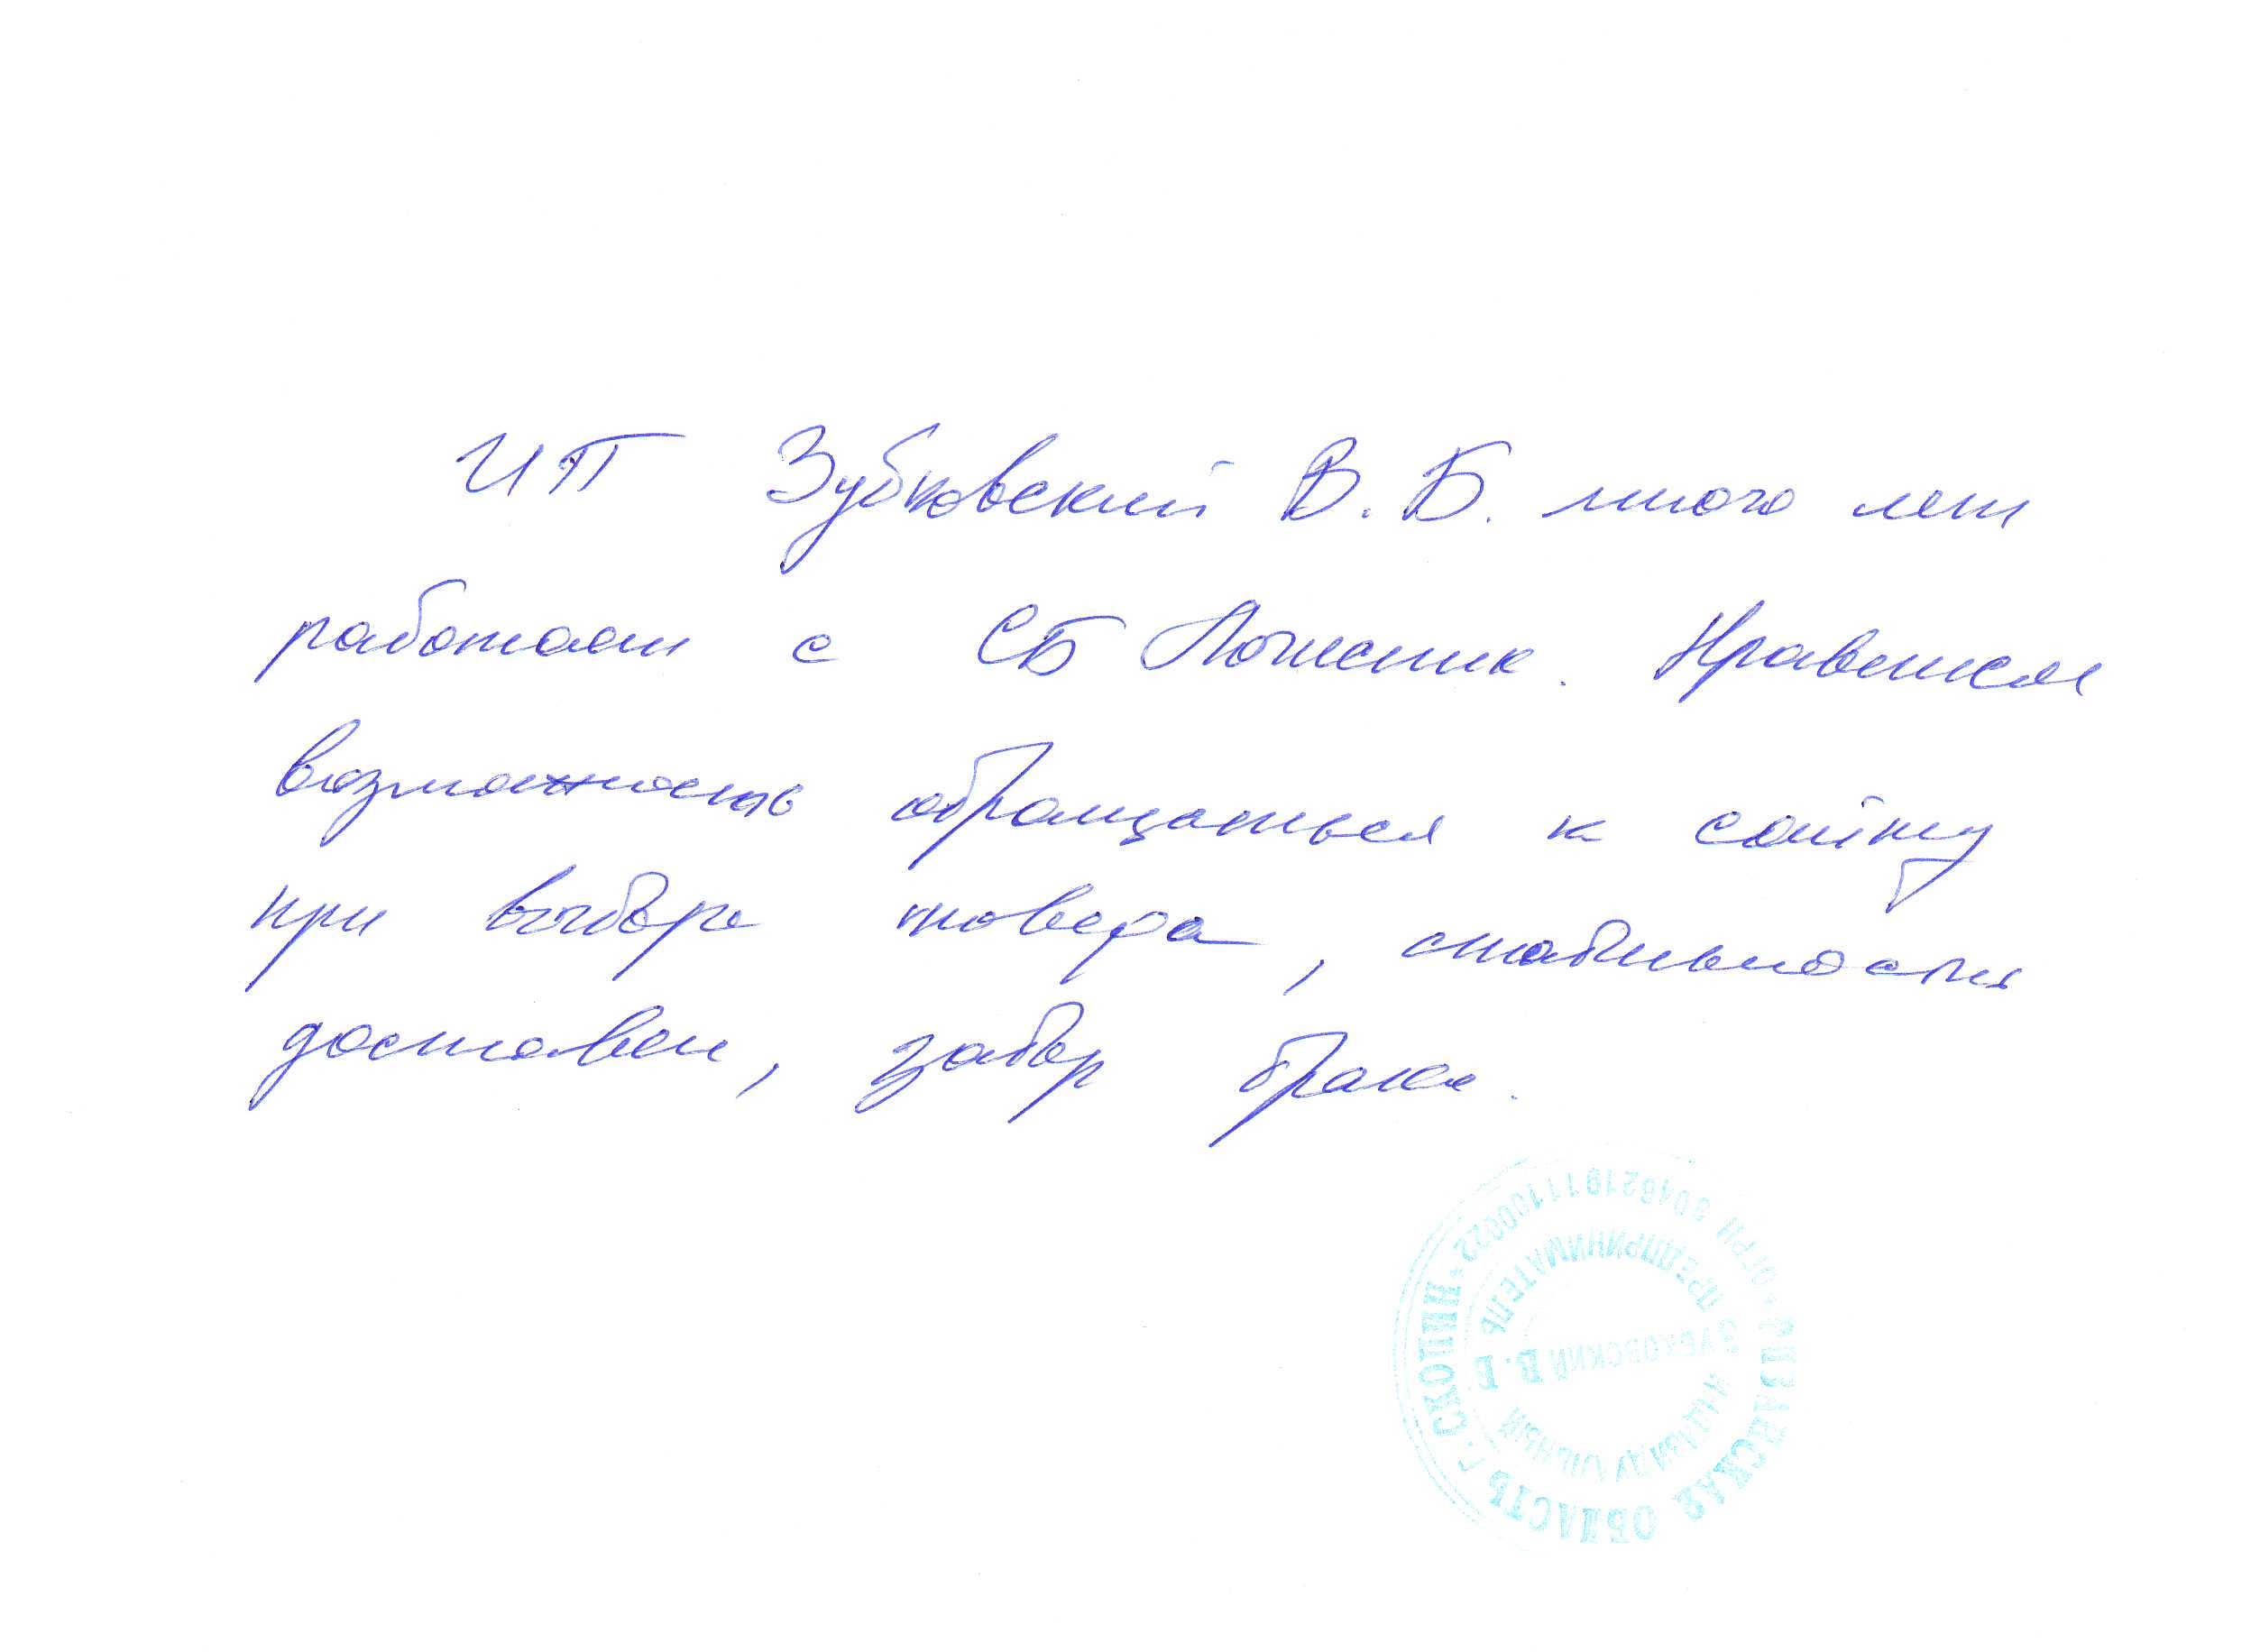 ИП Зубковский В. Б. много лет
работает с СБ Логистик. Нравится
возможность обращаться к сайту
при выборе товара, стабильность
доставки, забор брака.
РЯЗАНСКАЯ ОБЛАСТЬ Г. СКОПИН * ОГРН 304621911100022 *
ИНДИВИДУАЛЬНЫЙ ПРЕДПРИНИМАТЕЛЬ
ЗУБКОВСКИЙ В. Б